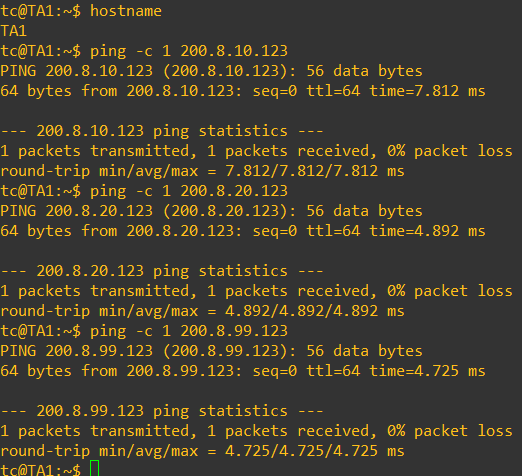 tc@TA1:~$ hostname
TA1
tc@TA1:~$ ping -c 1 200.8.10.123
PING 200.8.10.123 (200.8.10.123): 56 data bytes
64 bytes from 200.8.10.123: seq=0 ttl=64 time=7.812 ms

--- 200.8.10.123 ping statistics ---
1 packets transmitted, 1 packets received, 0% packet loss
round-trip min/avg/max = 7.812/7.812/7.812 ms
tc@TA1:~$ ping -c 1 200.8.20.123
PING 200.8.20.123 (200.8.20.123): 56 data bytes
64 bytes from 200.8.20.123: seq=0 ttl=64 time=4.892 ms

--- 200.8.20.123 ping statistics ---
1 packets transmitted, 1 packets received, 0% packet loss
round-trip min/avg/max = 4.892/4.892/4.892 ms
tc@TA1:~$ ping -c 1 200.8.99.123
PING 200.8.99.123 (200.8.99.123): 56 data bytes
64 bytes from 200.8.99.123: seq=0 ttl=64 time=4.725 ms

--- 200.8.99.123 ping statistics ---
1 packets transmitted, 1 packets received, 0% packet loss
round-trip min/avg/max = 4.725/4.725/4.725 ms
tc@TA1:~$